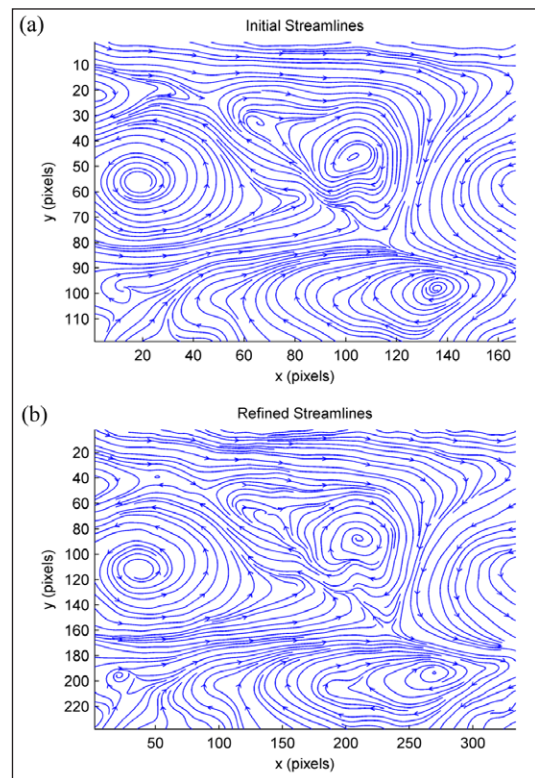 (a)
Initial Streamlines
10
20
30
40
50
60
70
80
90
100
110
y (pixels)
20 40 60 80 100 120 140 160
x (pixels)
(b)
Refined Streamlines
20
40
60
80
100
120
140
160
180
200
220
y (pixels)
50 100 150 200 250 300
x (pixels)